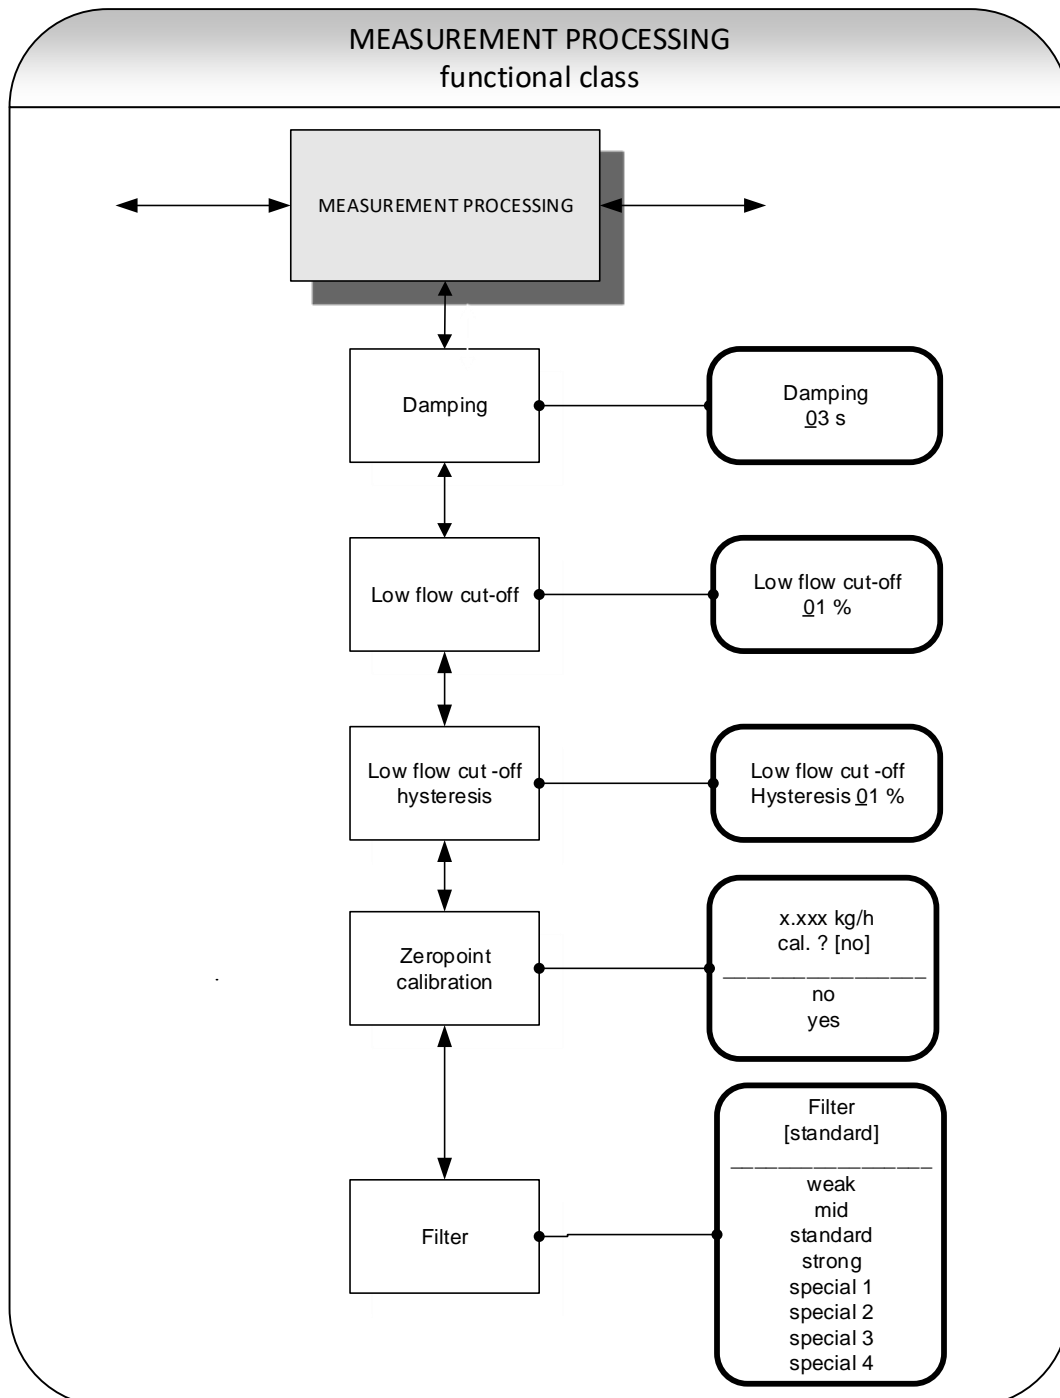 MEASUREMENT PROCESSING
functional class
MEASUREMENT PROCESSING
Damping
Damping
03 s
Low flow cut-off
Low flow cut-off
01 %
Low flow cut -off
hysteresis
Low flow cut -off
Hysteresis 01 %
Zeropoint
calibration
x.xxx kg/h
cal. ? [no]
no
yes
Filter
Filter
[standard]
weak
mid
standard
strong
special 1
special 2
special 3
special 4